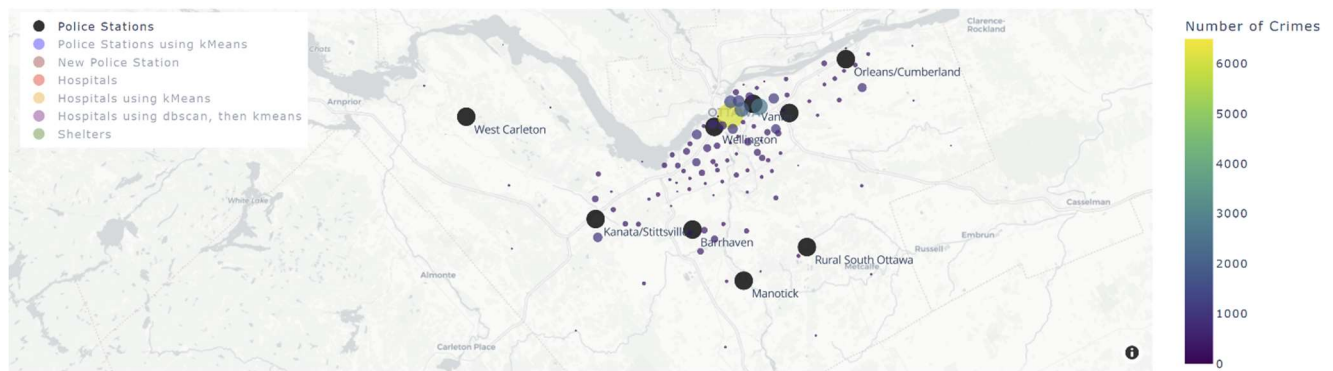 Police Stations
Police Stations using kMeans
New Police Station
Hospitals
Hospitals using kMeans
Hospitals using dbscan, then kmeans
Shelters
Number of Crimes
6000
5000
4000
3000
2000
1000
0
Clarence-
Rockland
Chats
Arnprior
Orleans/Cumberland
West Carleton
Wellington
White Lake
Casselman
Kanata/Stittsville
Barrhaven
Embrun
Russell
Rural South Ottawa
Metcalfe
Almonte
Manotick
Carleton Place